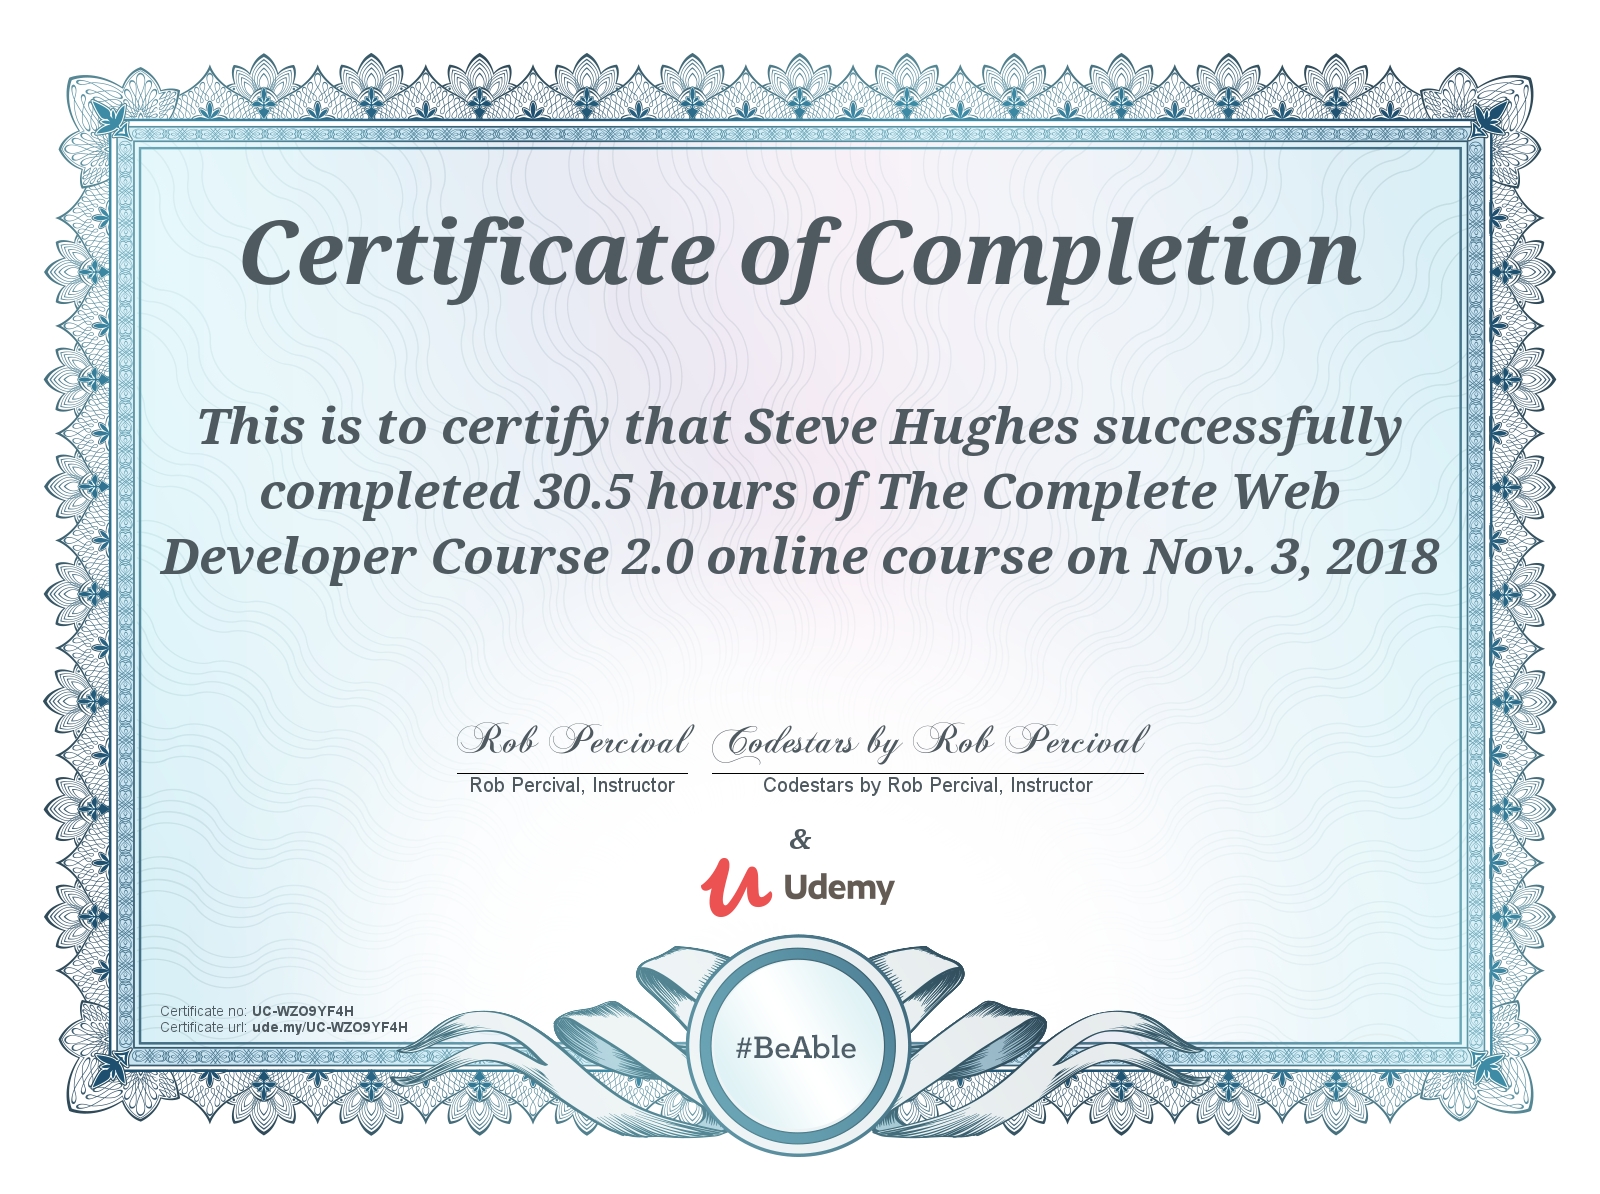 Certificate of Completion
This is to certify that Steve Hughes successfully
completed 30.5 hours of The Complete Web
Developer Course 2.0 online course on Nov. 3, 2018
Rob Percival
Rob Percival, Instructor
Codestars by Rob Percival
Codestars by Rob Percival, Instructor
&
Udemy
#BeAble
Certificate no: UC-WZO9YF4H
Certificate url: ude.my/UC-WZO9YF4H